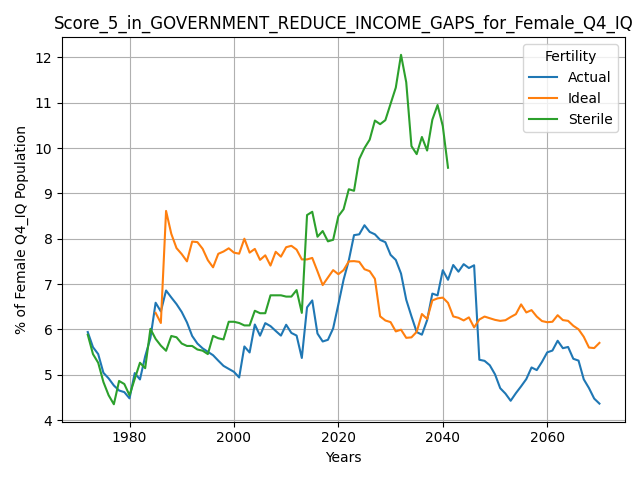 Score_5_in_GOVERNMENT_REDUCE_INCOME_GAPS_for_Female_Q4_IQ
% of Female Q4_IQ Population
12
11
10
9
8
7
6
5
4
Fertility
Actual
Ideal
Sterile
1980
2000
2020
2040
2060
Years